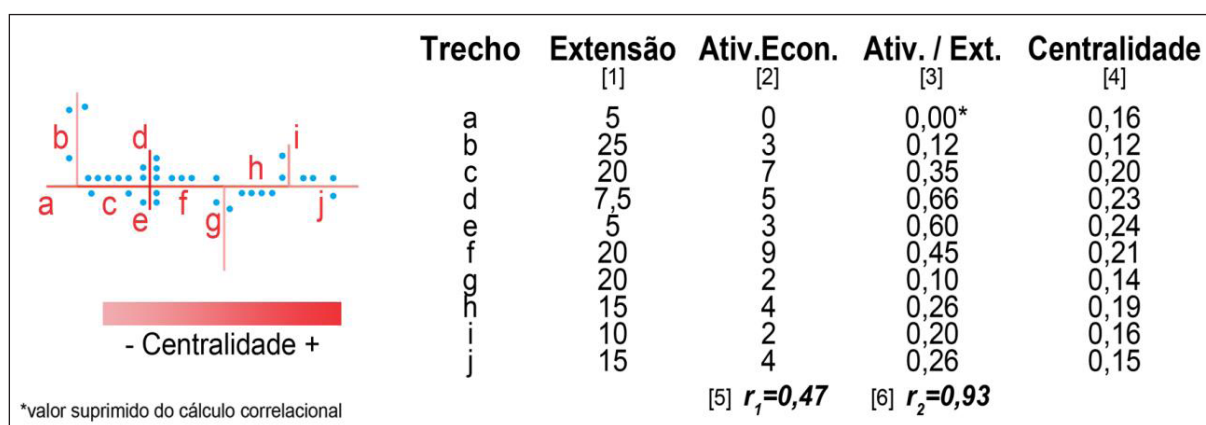 Trecho Extensão Ativ.Econ. Ativ. / Ext. Centralidade
[1] [2] [3] [4]
a 5 0 0,00* 0,16
b 25 3 0,12 0,12
c 20 7 0,35 0,20
d 7,5 5 0,66 0,23
e 5 3 0,60 0,24
f 20 9 0,45 0,21
g 20 2 0,10 0,14
h 15 4 0,26 0,19
i 10 2 0,20 0,16
j 15 4 0,26 0,15
[5] r1=0,47 [6] r2=0,93
b d i
h
a c f j
e g
- Centralidade +
*valor suprimido do cálculo correlacional